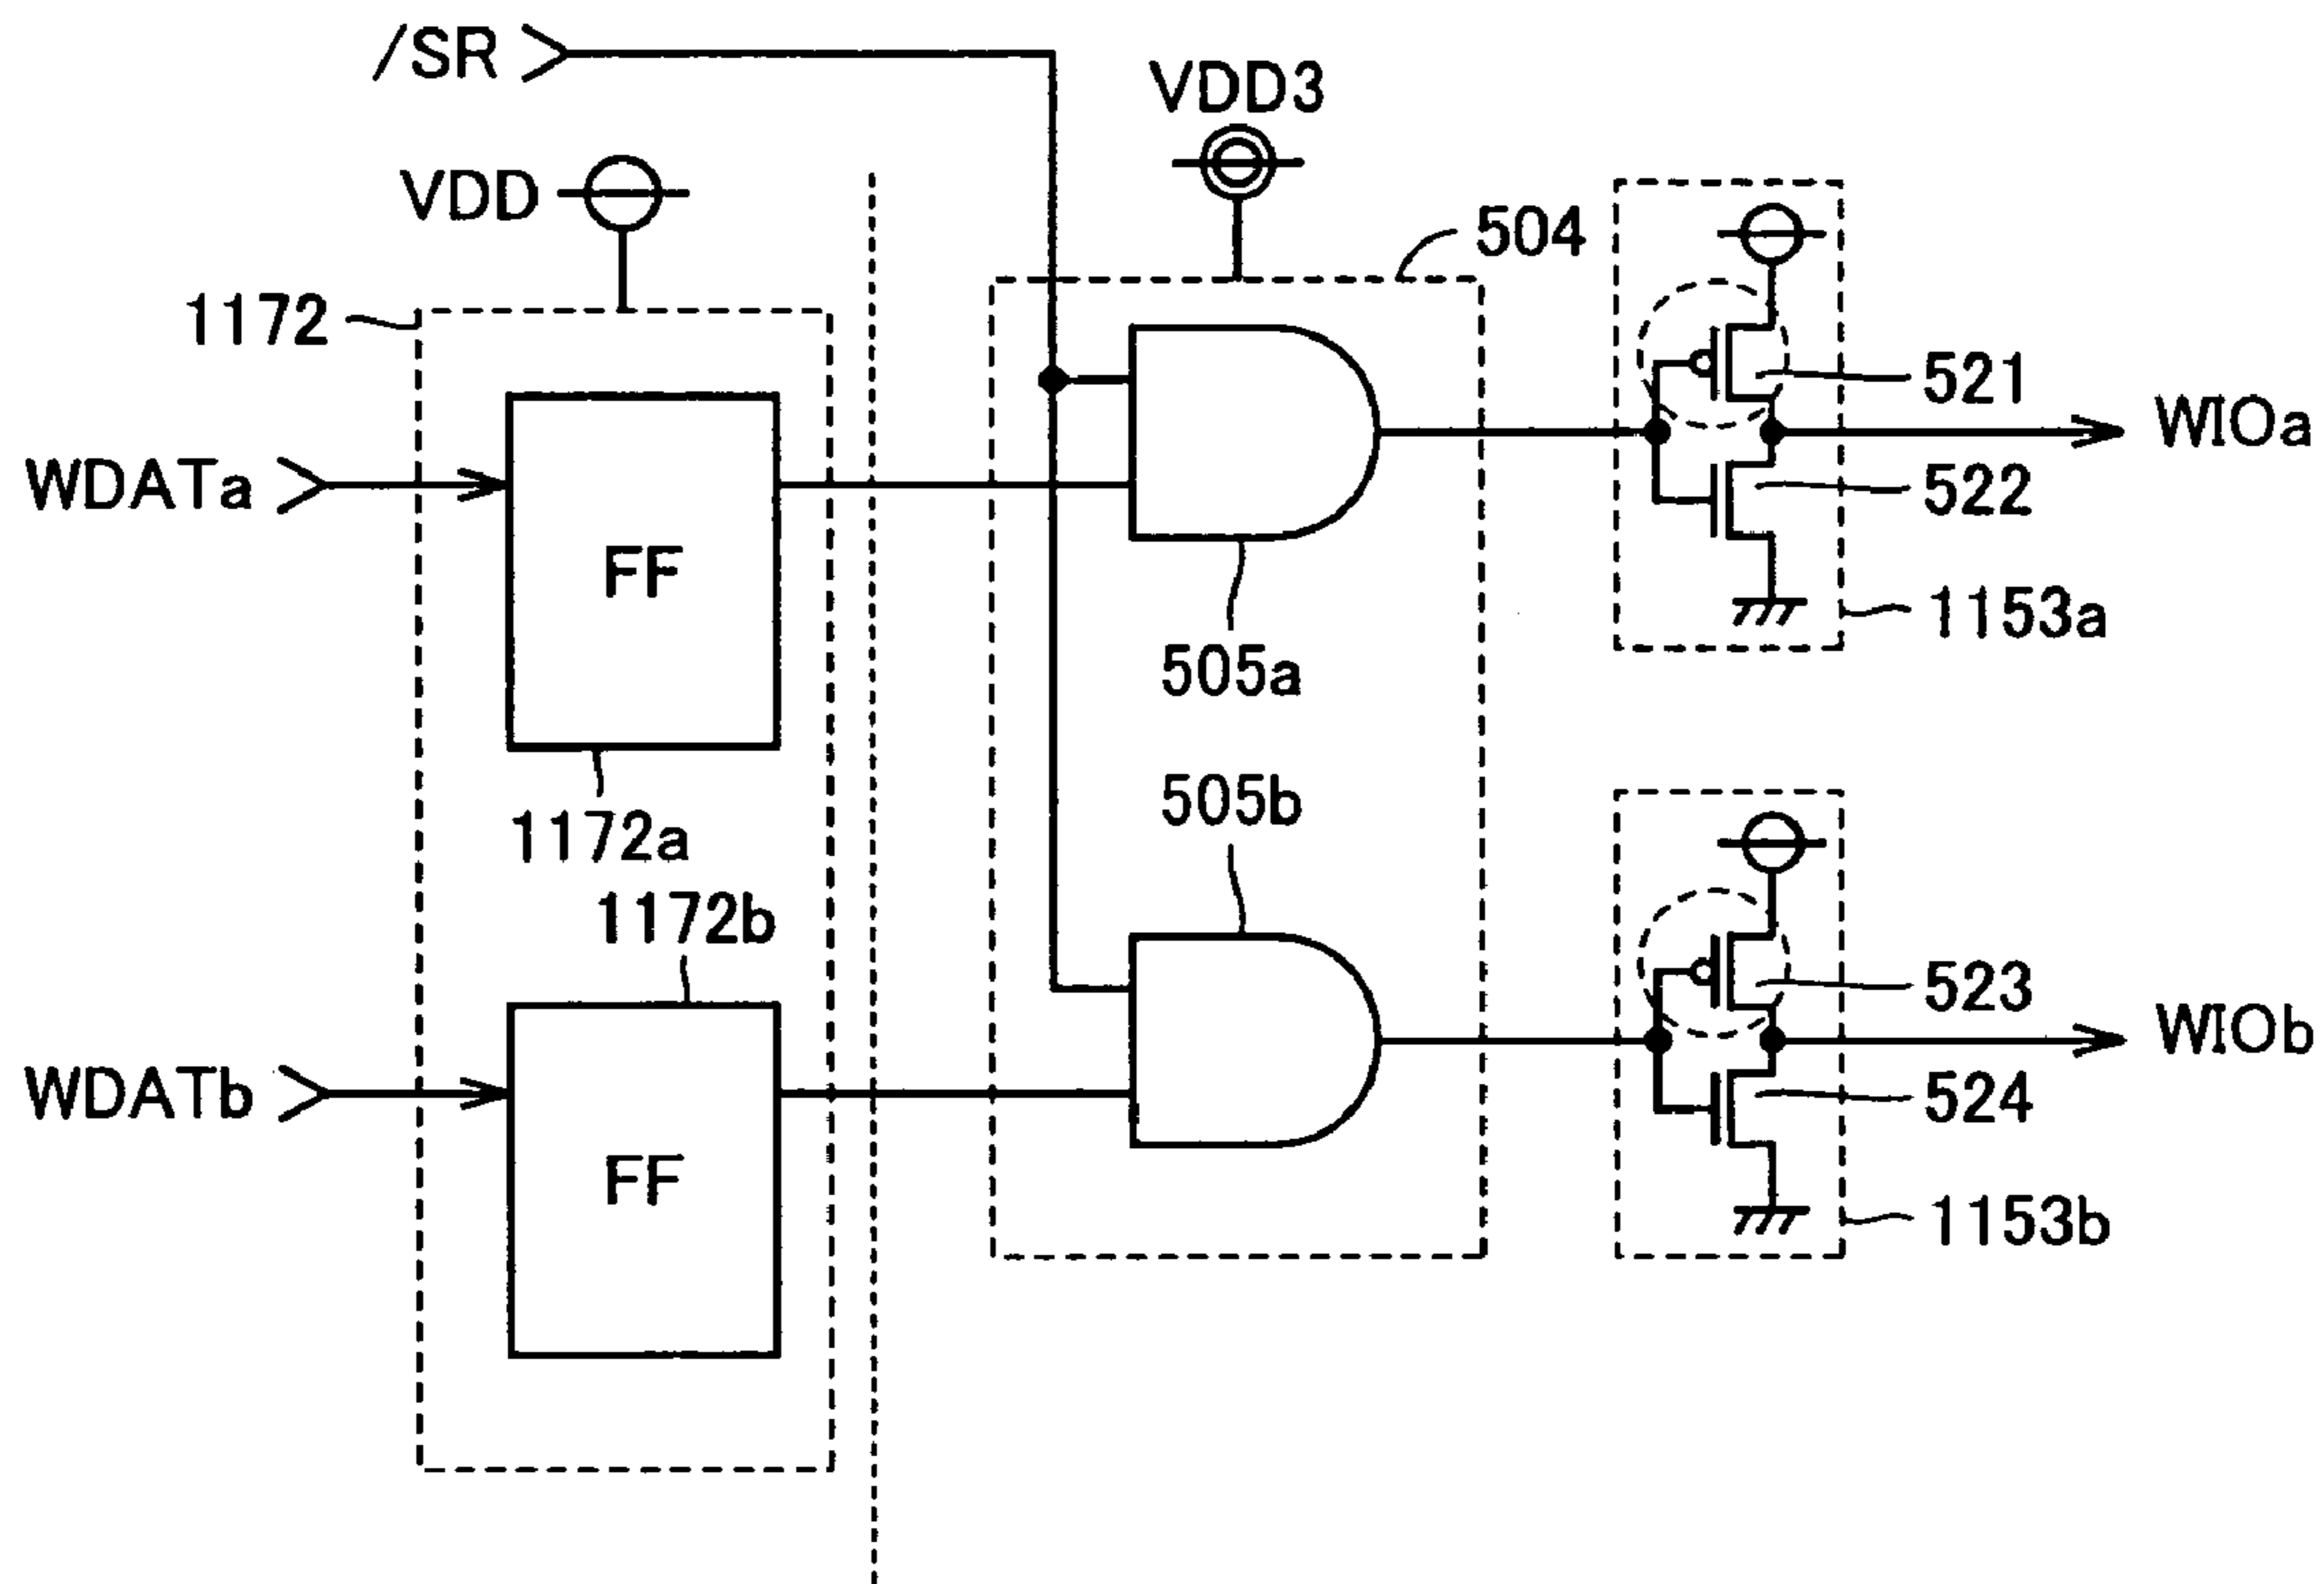 /SR
VDD3
VDD
504
1172
521
WIOa
WDATa
522
FF
1153a
505a
505b
1172a
1172b
523
WIOb
WDATb
524
FF
1153b